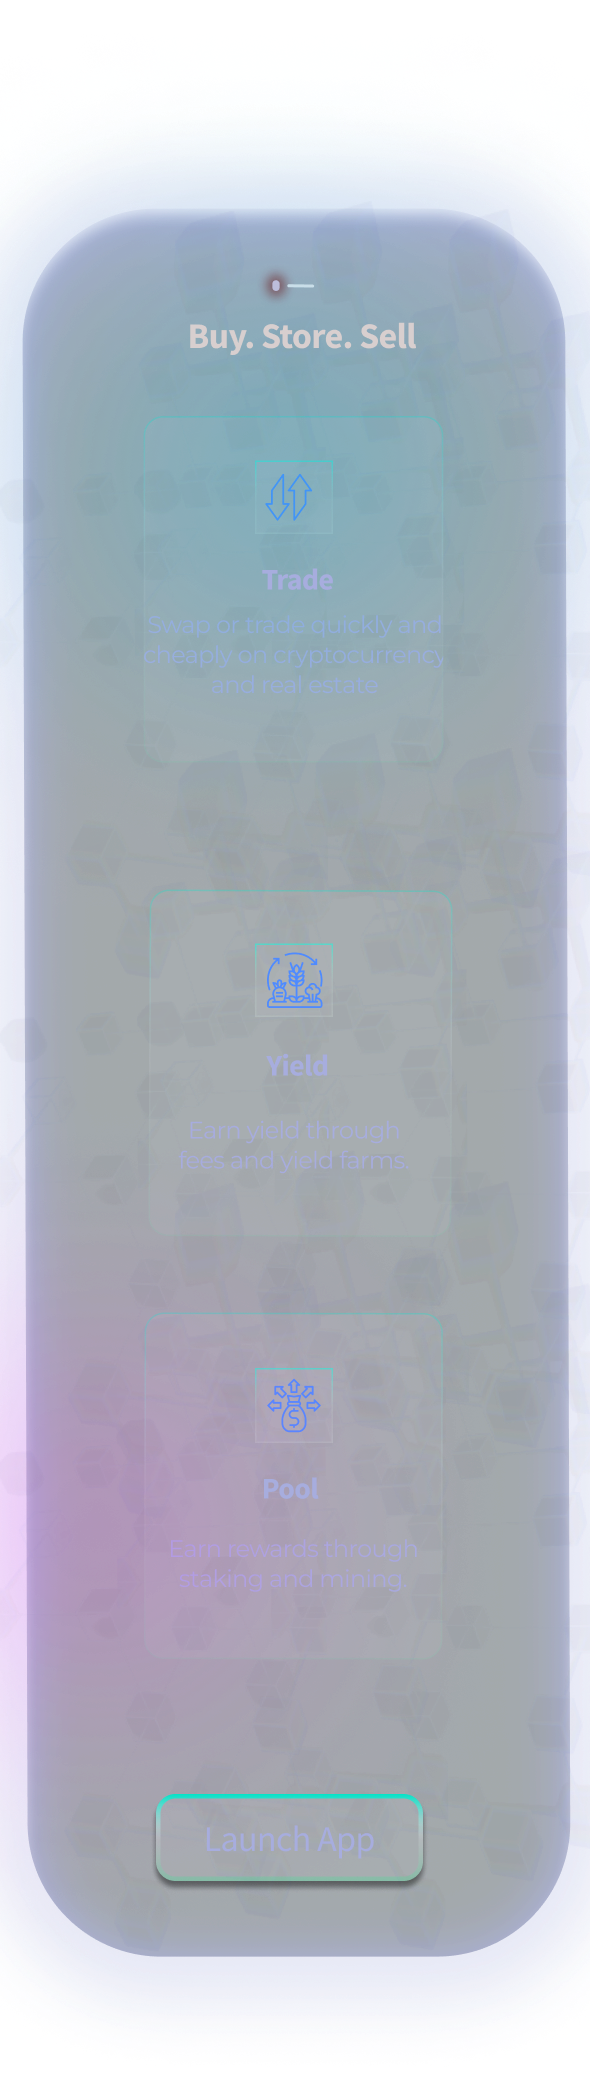 Buy. Store. Sell
Trade
Swap or trade quickly and
cheaply on cryptocurrency
and real estate
Yield
Earn yield through
fees and yield farms.
$
Pool
Earn rewards through
staking and mining.
Launch App